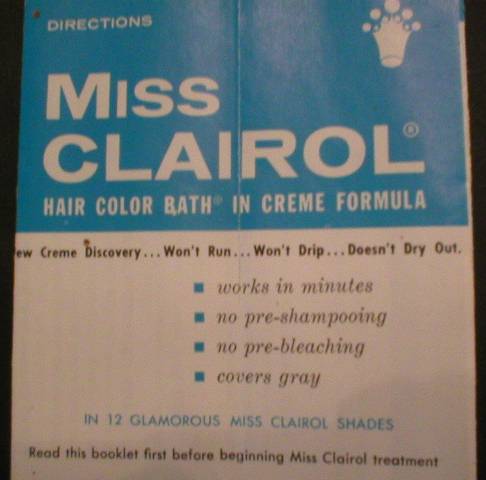 DIRECTIONS
MISS
CLAIROL®
HAIR COLOR BATH® IN CREME FORMULA
ew Creme Discovery... Won't Run... Won't Drip... Doesn't Dry Out.
■ works in minutes
■ no pre-shampooing
■ no pre-bleaching
■ covers gray
IN 12 GLAMOROUS MISS CLAIROL SHADES
Read this booklet first before beginning Miss Clairol treatment